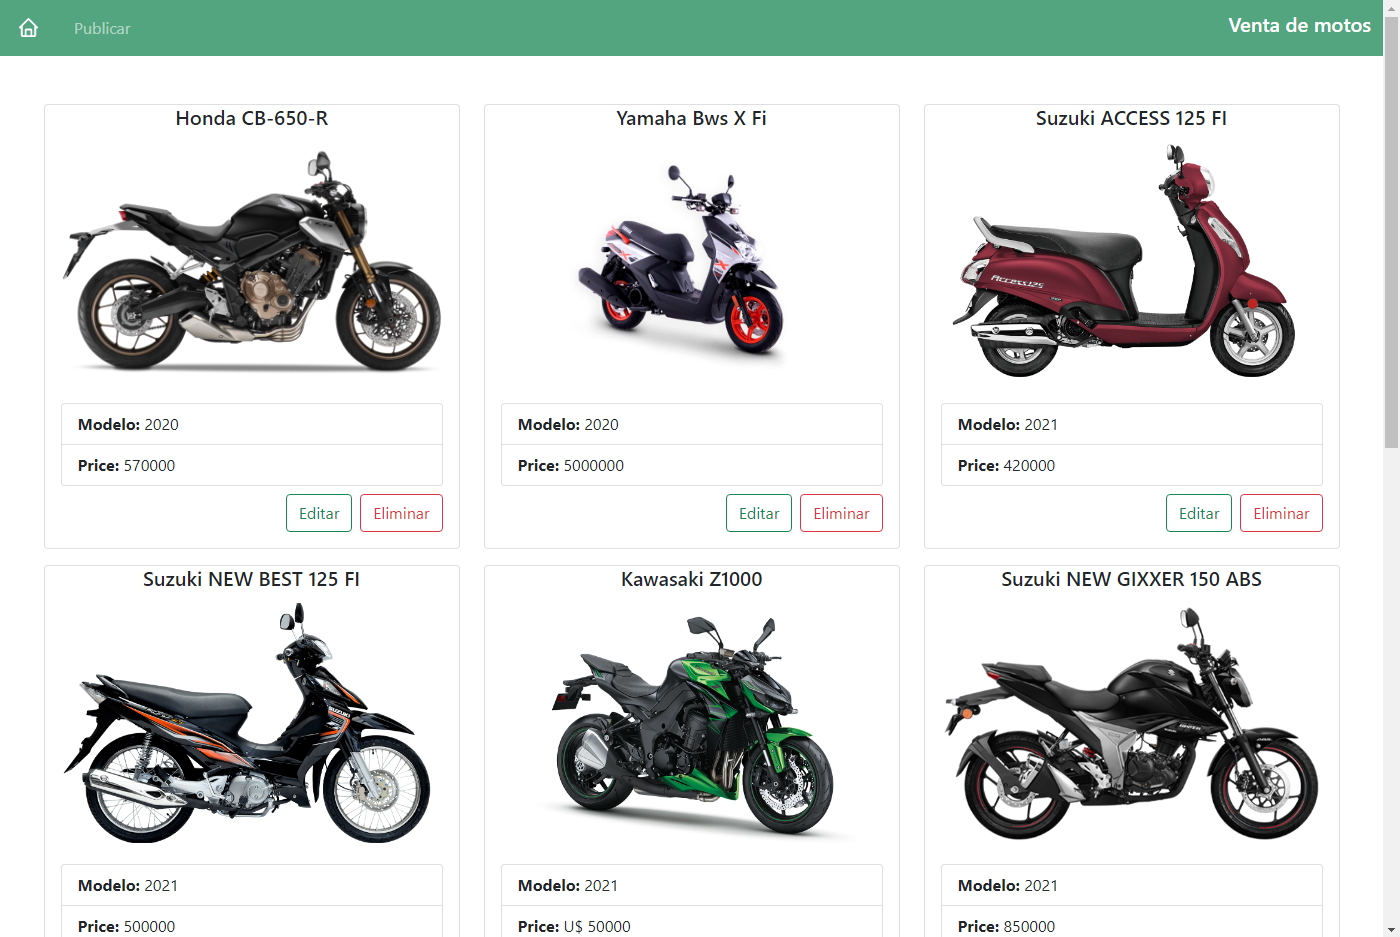 Publicar
Venta de motos
Honda CB-650-R
Yamaha Bws X Fi
Suzuki ACCESS 125 FI
Access125
Modelo: 2020
Modelo: 2020
Modelo: 2021
Price: 570000
Price: 5000000
Price: 420000
Editar Eliminar
Editar Eliminar
Editar Eliminar
Suzuki NEW BEST 125 FI
Kawasaki Z1000
Suzuki NEW GIXXER 150 ABS
SUZUKI
Modelo: 2021
Modelo: 2021
Modelo: 2021
Price: 500000
Price: U$ 50000
Price: 850000